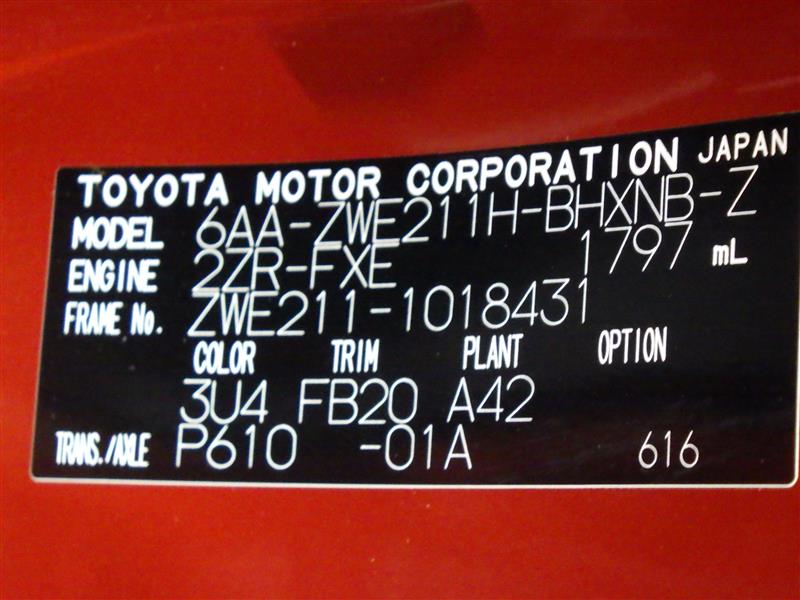 TOYOTA MOTOR CORPORATION JAPAN
MODEL 6AA-ZWE211H-BHXNB-Z
ENGINE 2ZR-FXE 1797 mL
FRAME No. ZWE211-1018431
COLOR TRIM PLANT OPTION
3U4 FB20 A42
TRANS./AXLE P610 -01A 616